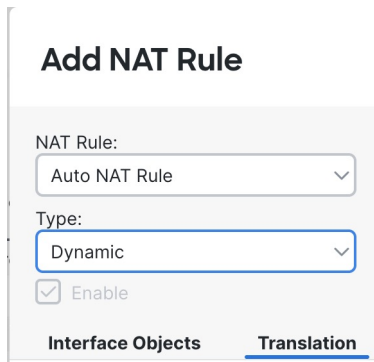 Add NAT Rule
NAT Rule:
Auto NAT Rule
Type:
Dynamic
Enable
Interface Objects Translation